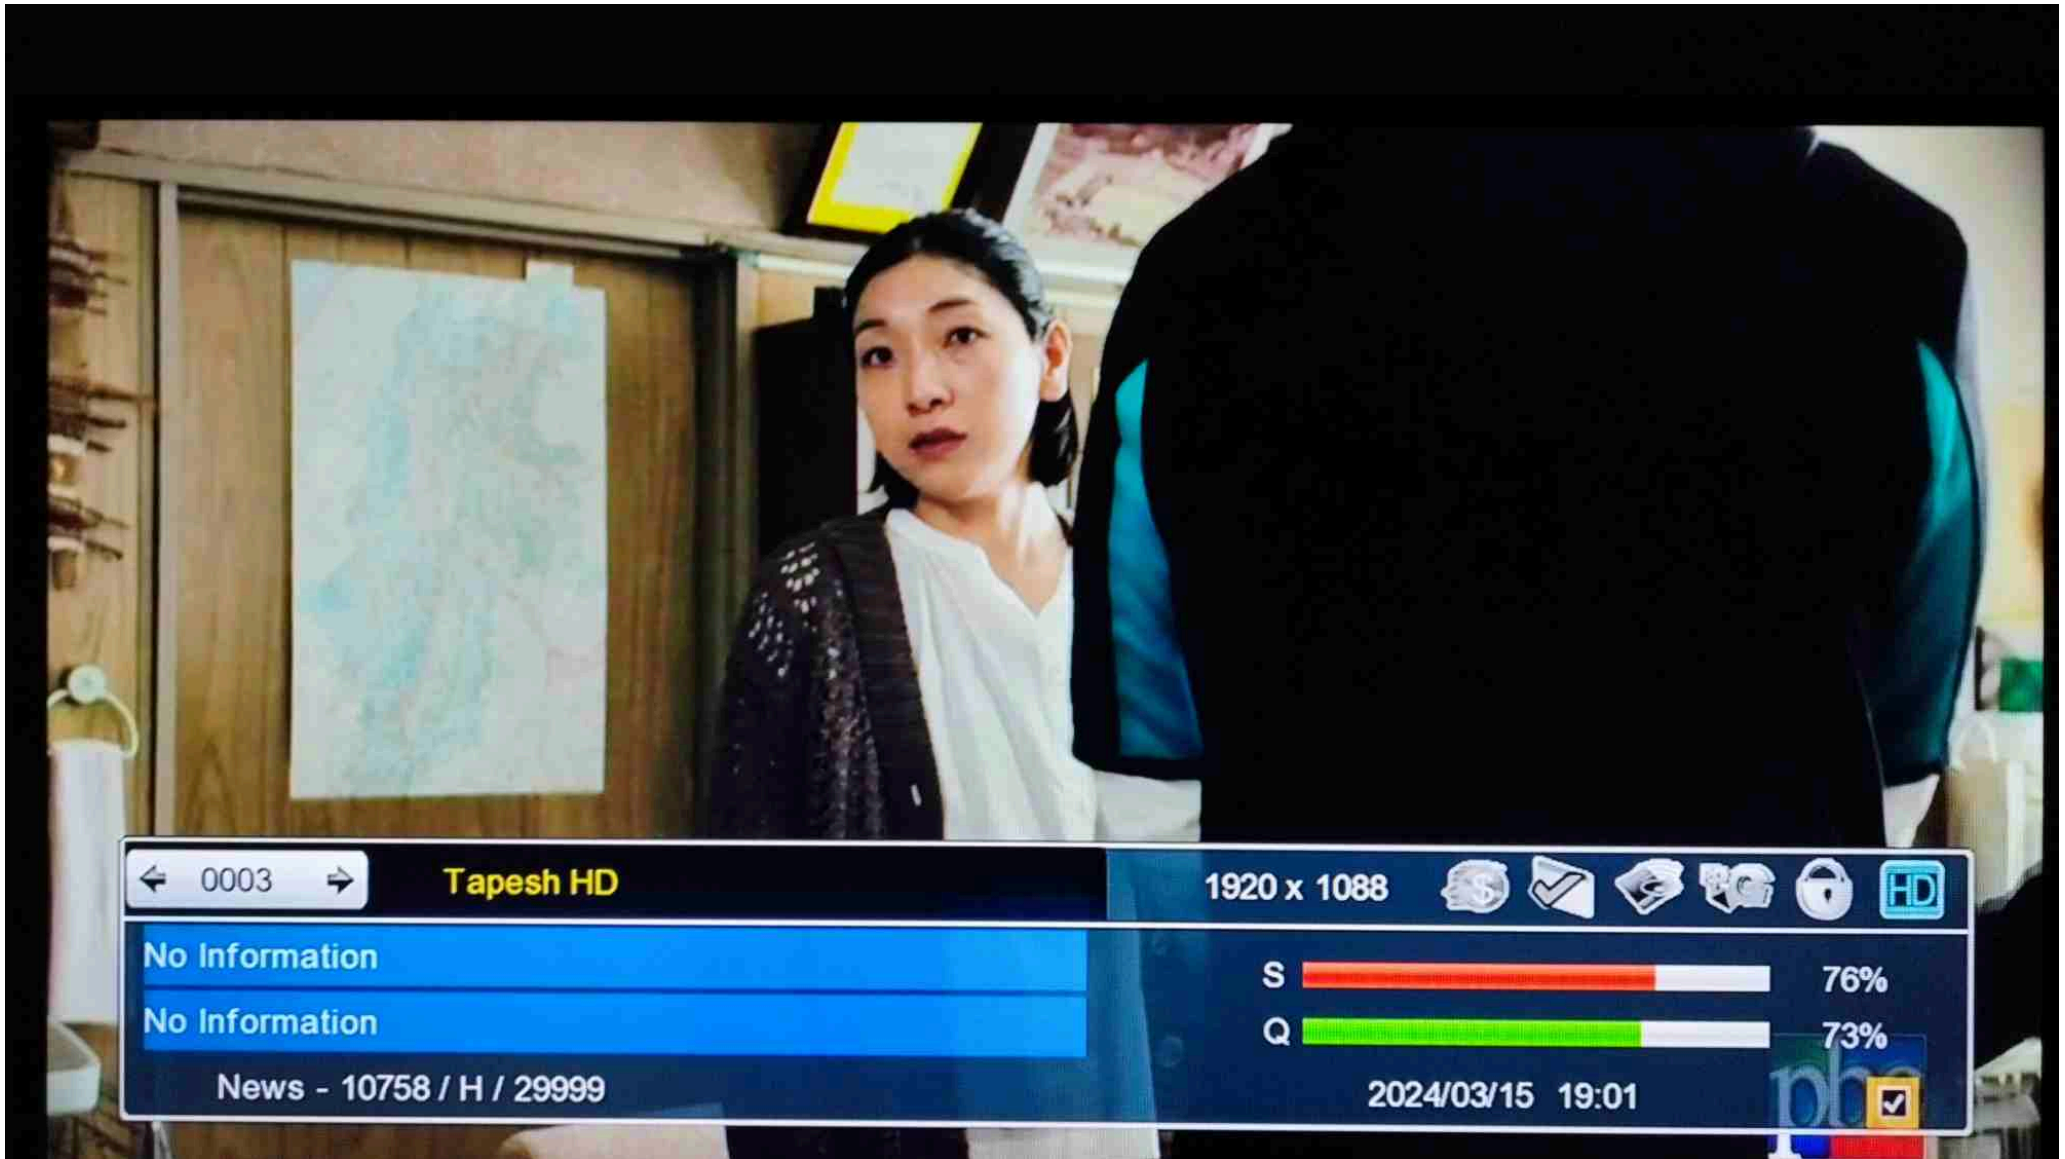 0003
Tapesh HD
1920 x 1088
HD
No Information
No Information
S 76%
Q 73%
News - 10758 / H / 29999
2024/03/15 19:01